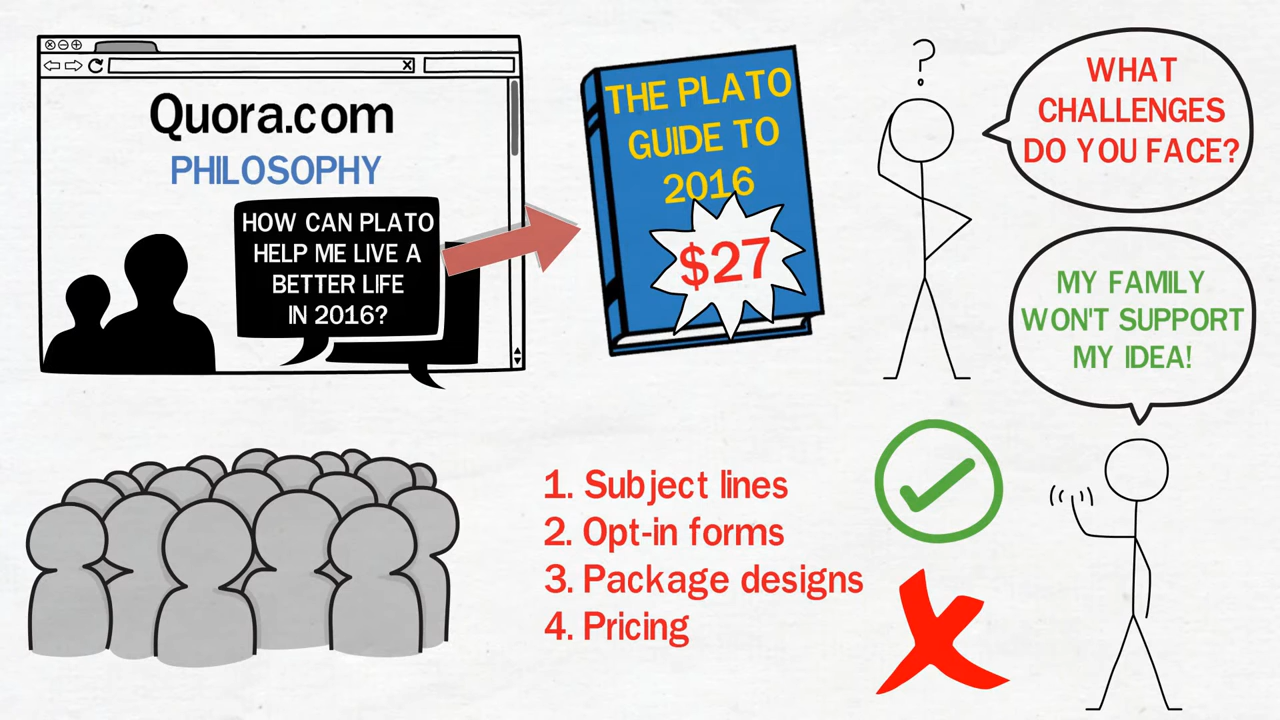 Quora.com
PHILOSOPHY
HOW CAN PLATO
HELP ME LIVE A
BETTER LIFE
IN 2016?
THE PLATO
GUIDE TO
2016
$27
?
WHAT
CHALLENGES
DO YOU FACE?
MY FAMILY
WON'T SUPPORT
MY IDEA!
1. Subject lines
2. Opt-in forms
3. Package designs
4. Pricing